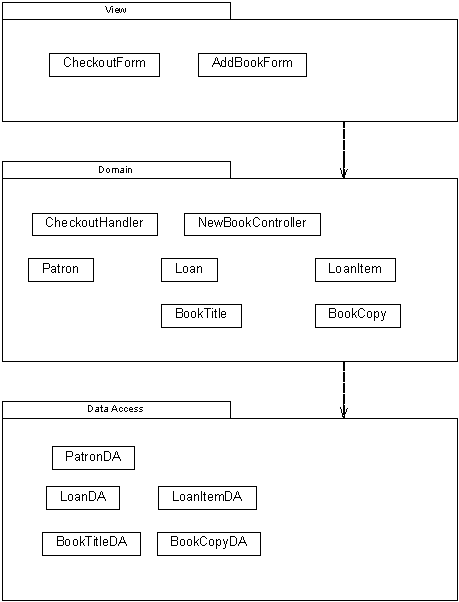 View
CheckoutForm
AddBookForm
Domain
CheckoutHandler
NewBookController
Patron
Loan
LoanItem
BookTitle
BookCopy
Data Access
PatronDA
LoanDA
LoanItemDA
BookTitleDA
BookCopyDA